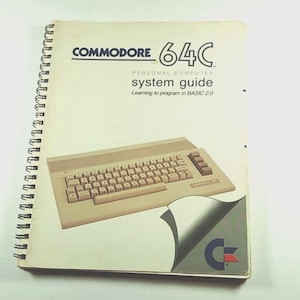 COMMODORE 64C
PERSONAL COMPUTER
system guide
Learning to program in BASIC 2.0